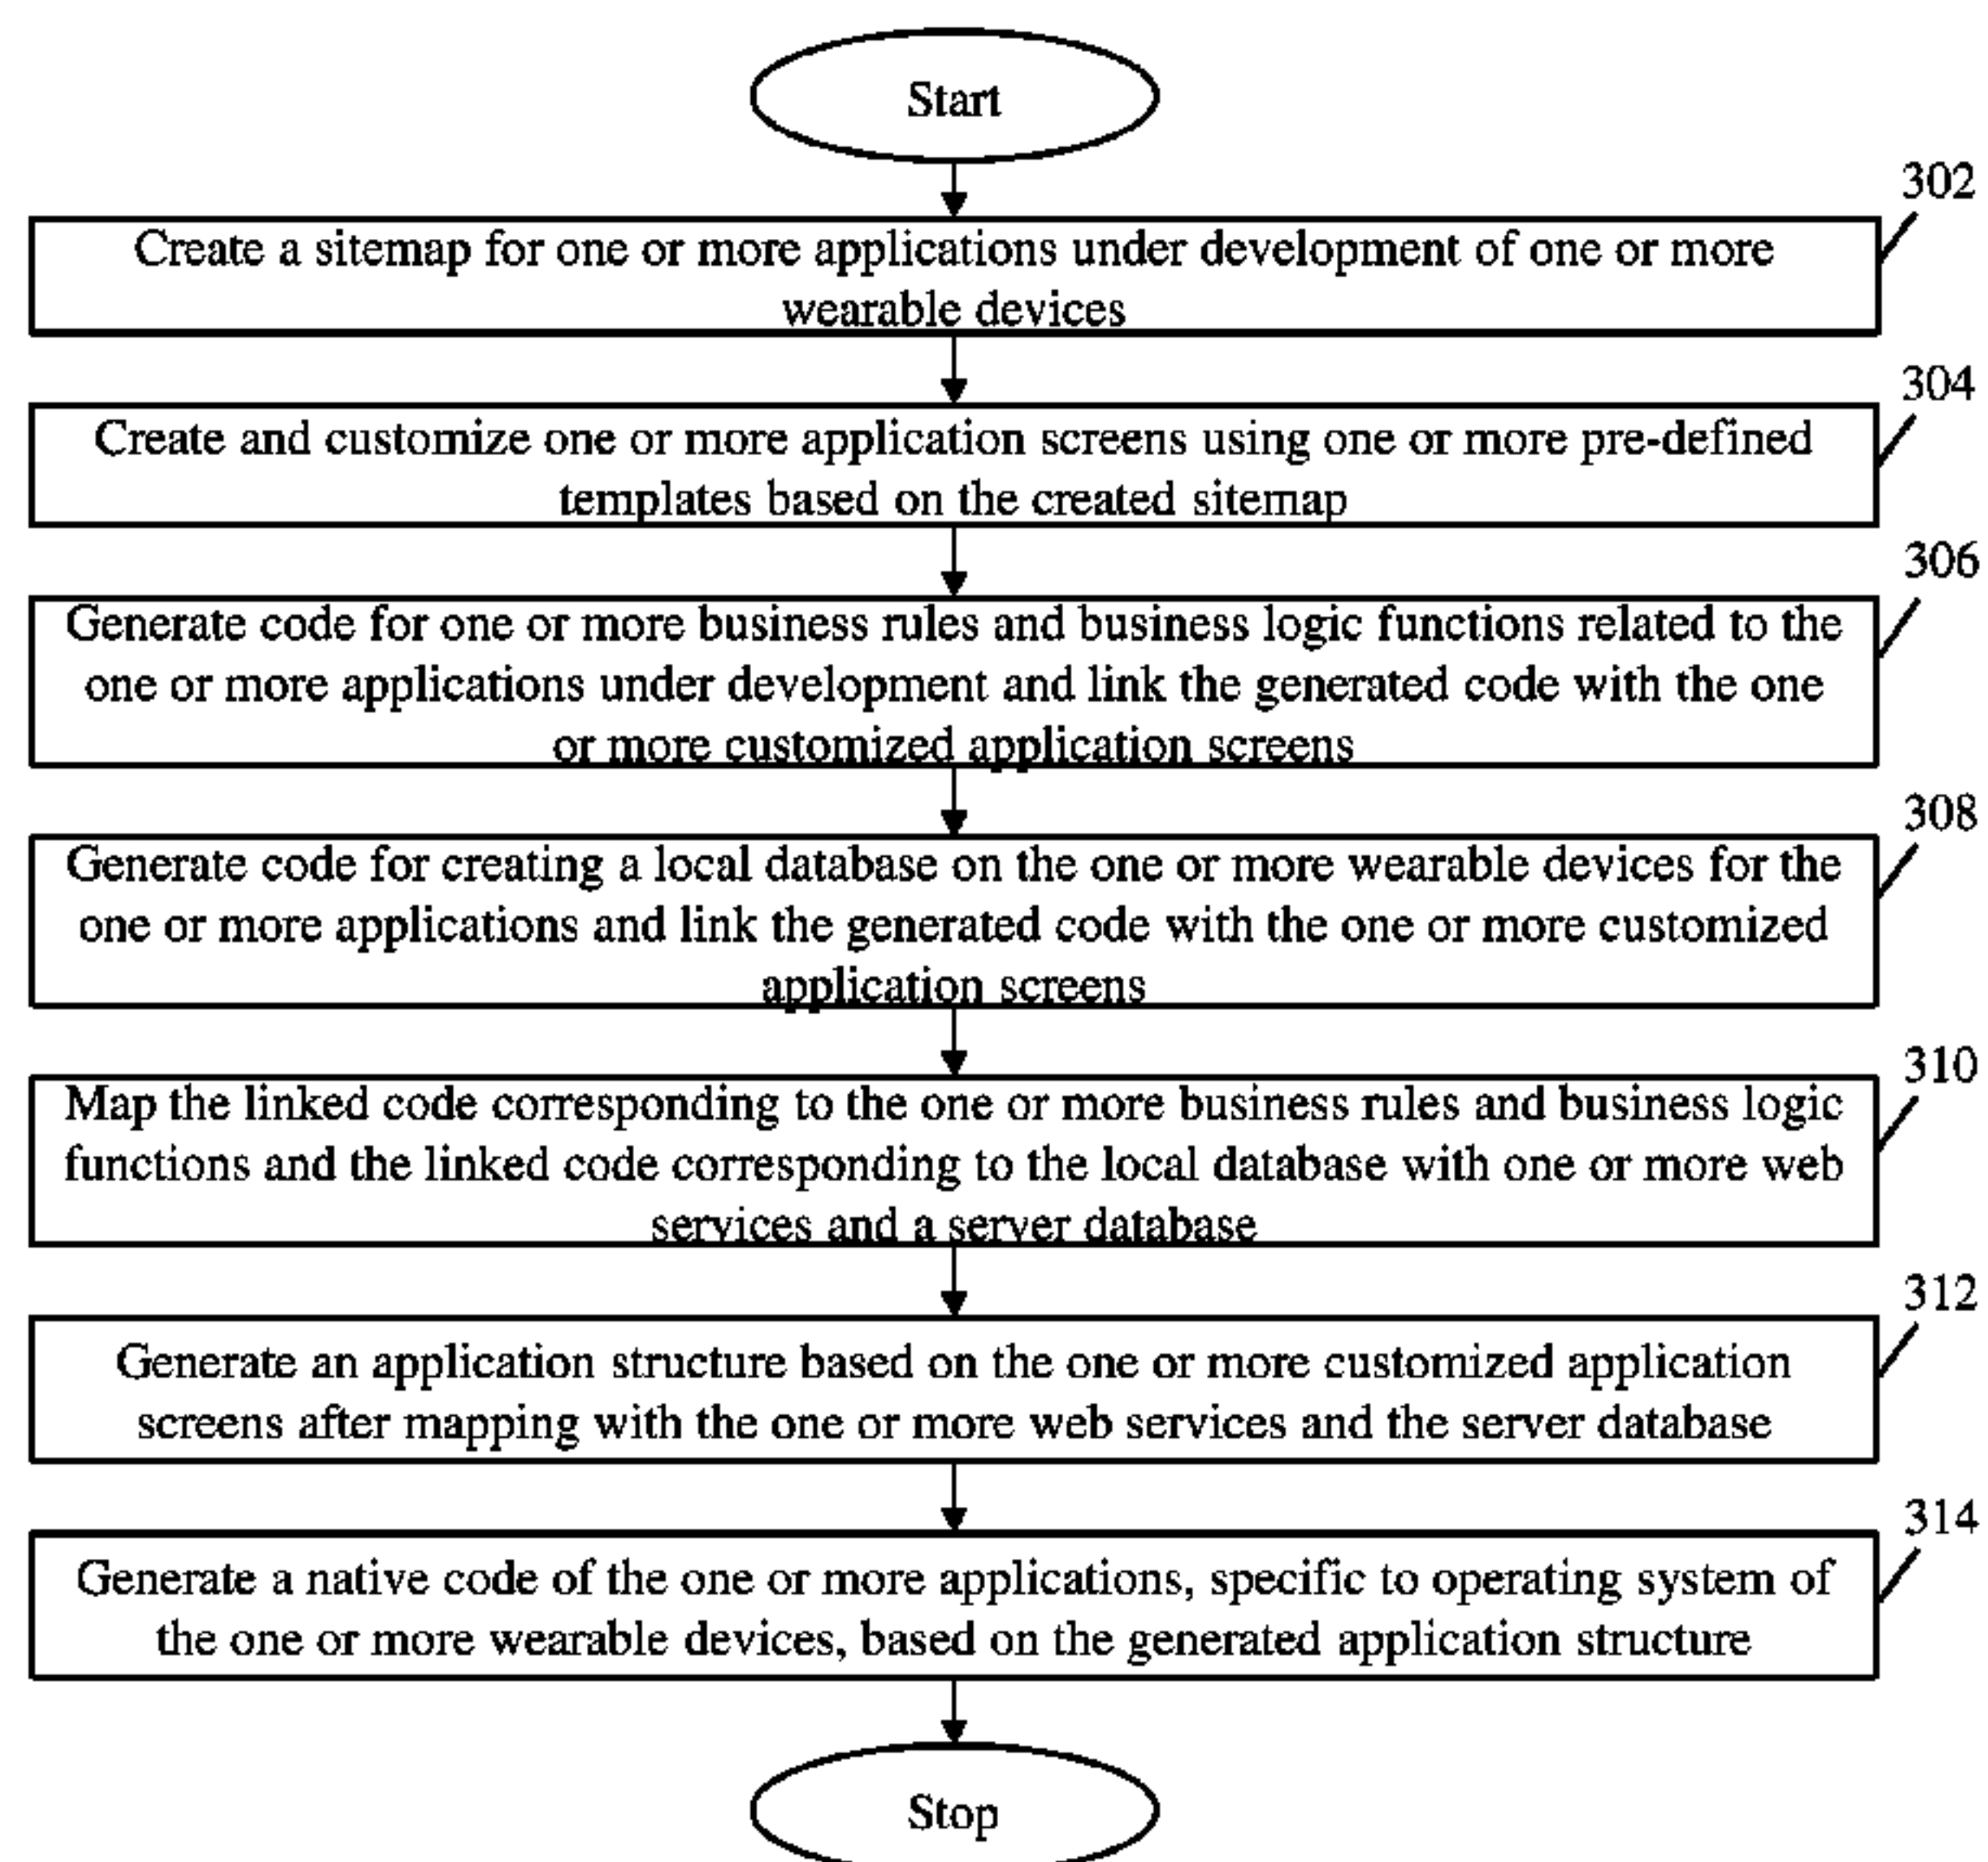 Start
302
Create a sitemap for one or more applications under development of one or more
wearable devices
304
Create and customize one or more application screens using one or more pre-defined
templates based on the created sitemap
306
Generate code for one or more business rules and business logic functions related to the
one or more applications under development and link the generated code with the one
or more customized application screens
308
Generate code for creating a local database on the one or more wearable devices for the
one or more applications and link the generated code with the one or more customized
application screens
310
Map the linked code corresponding to the one or more business rules and business logic
functions and the linked code corresponding to the local database with one or more web
services and a server database
312
Generate an application structure based on the one or more customized application
screens after mapping with the one or more web services and the server database
314
Generate a native code of the one or more applications, specific to operating system of
the one or more wearable devices, based on the generated application structure
Stop